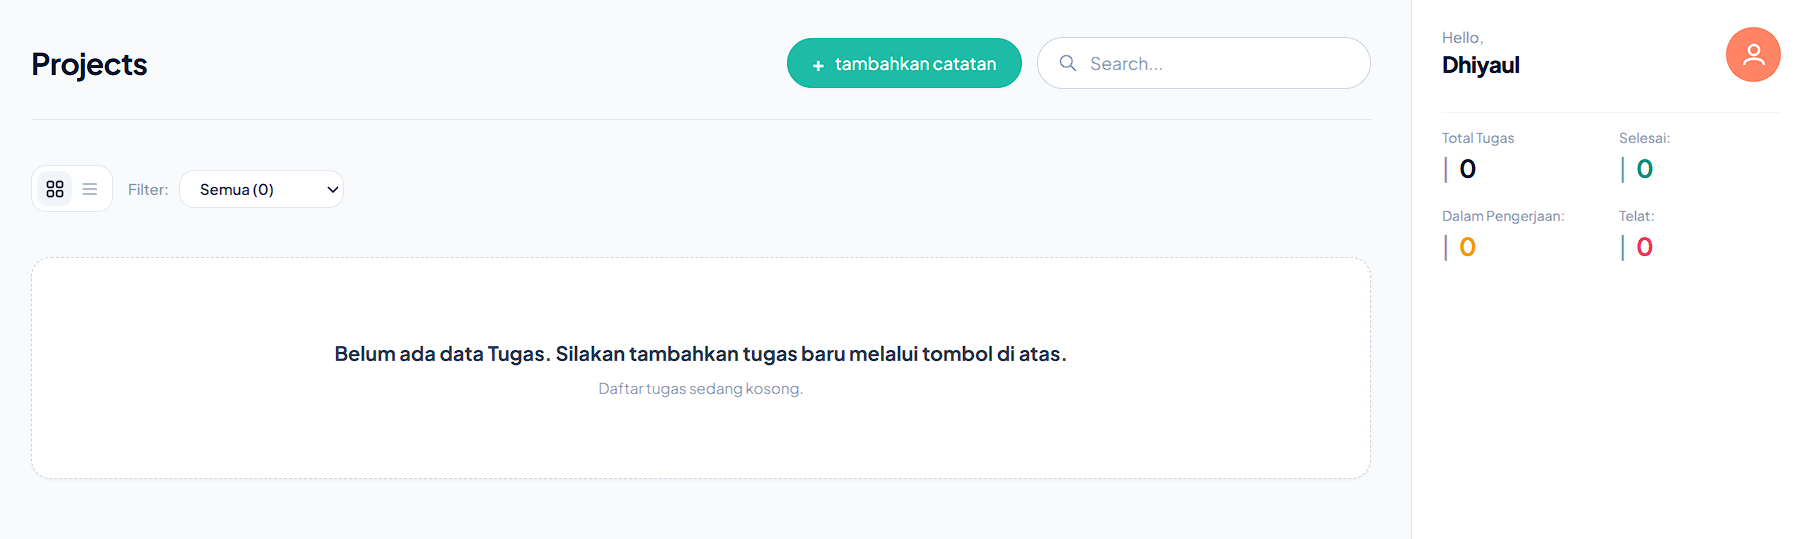 Projects
+ tambahkan catatan
Search...
Filter:
Semua (0)
Belum ada data Tugas. Silakan tambahkan tugas baru melalui tombol di atas.
Daftar tugas sedang kosong.
Hello,
Dhiyaul
Total Tugas
0
Selesai:
0
Dalam Pengerjaan:
0
Telat:
0